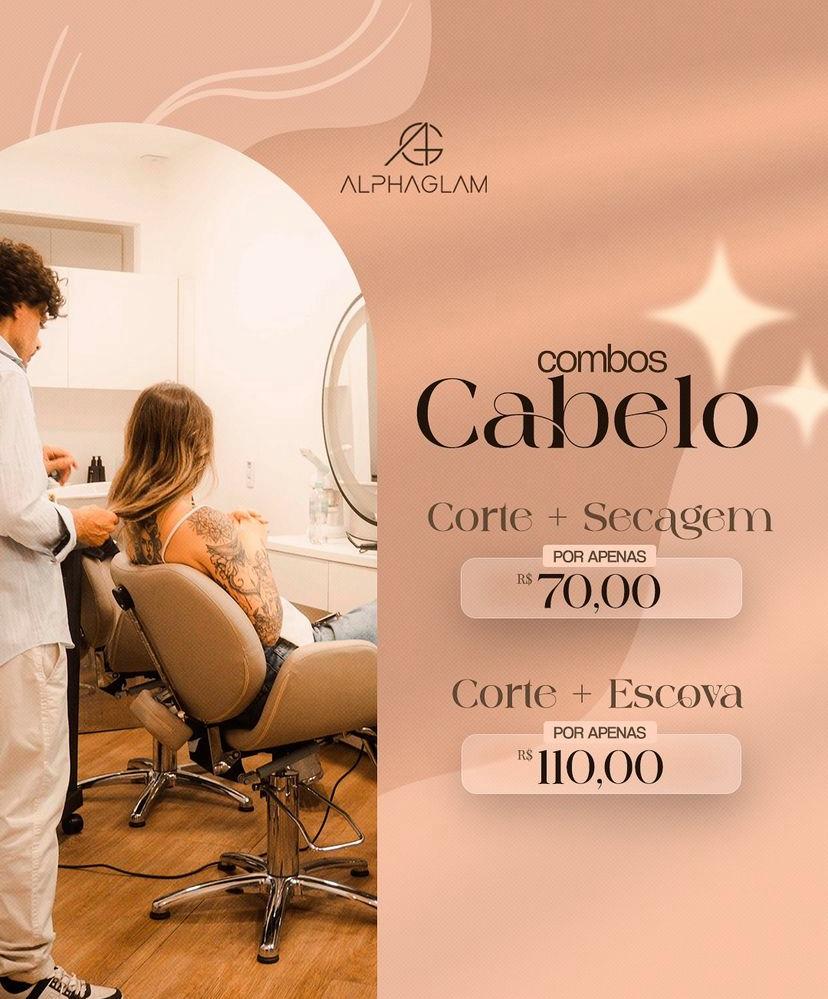 ALPHAGLAM
combos
Cabelo
Corte + Secagem
POR APENAS
R$ 70,00
Corte + Escova
POR APENAS
R$ 110,00